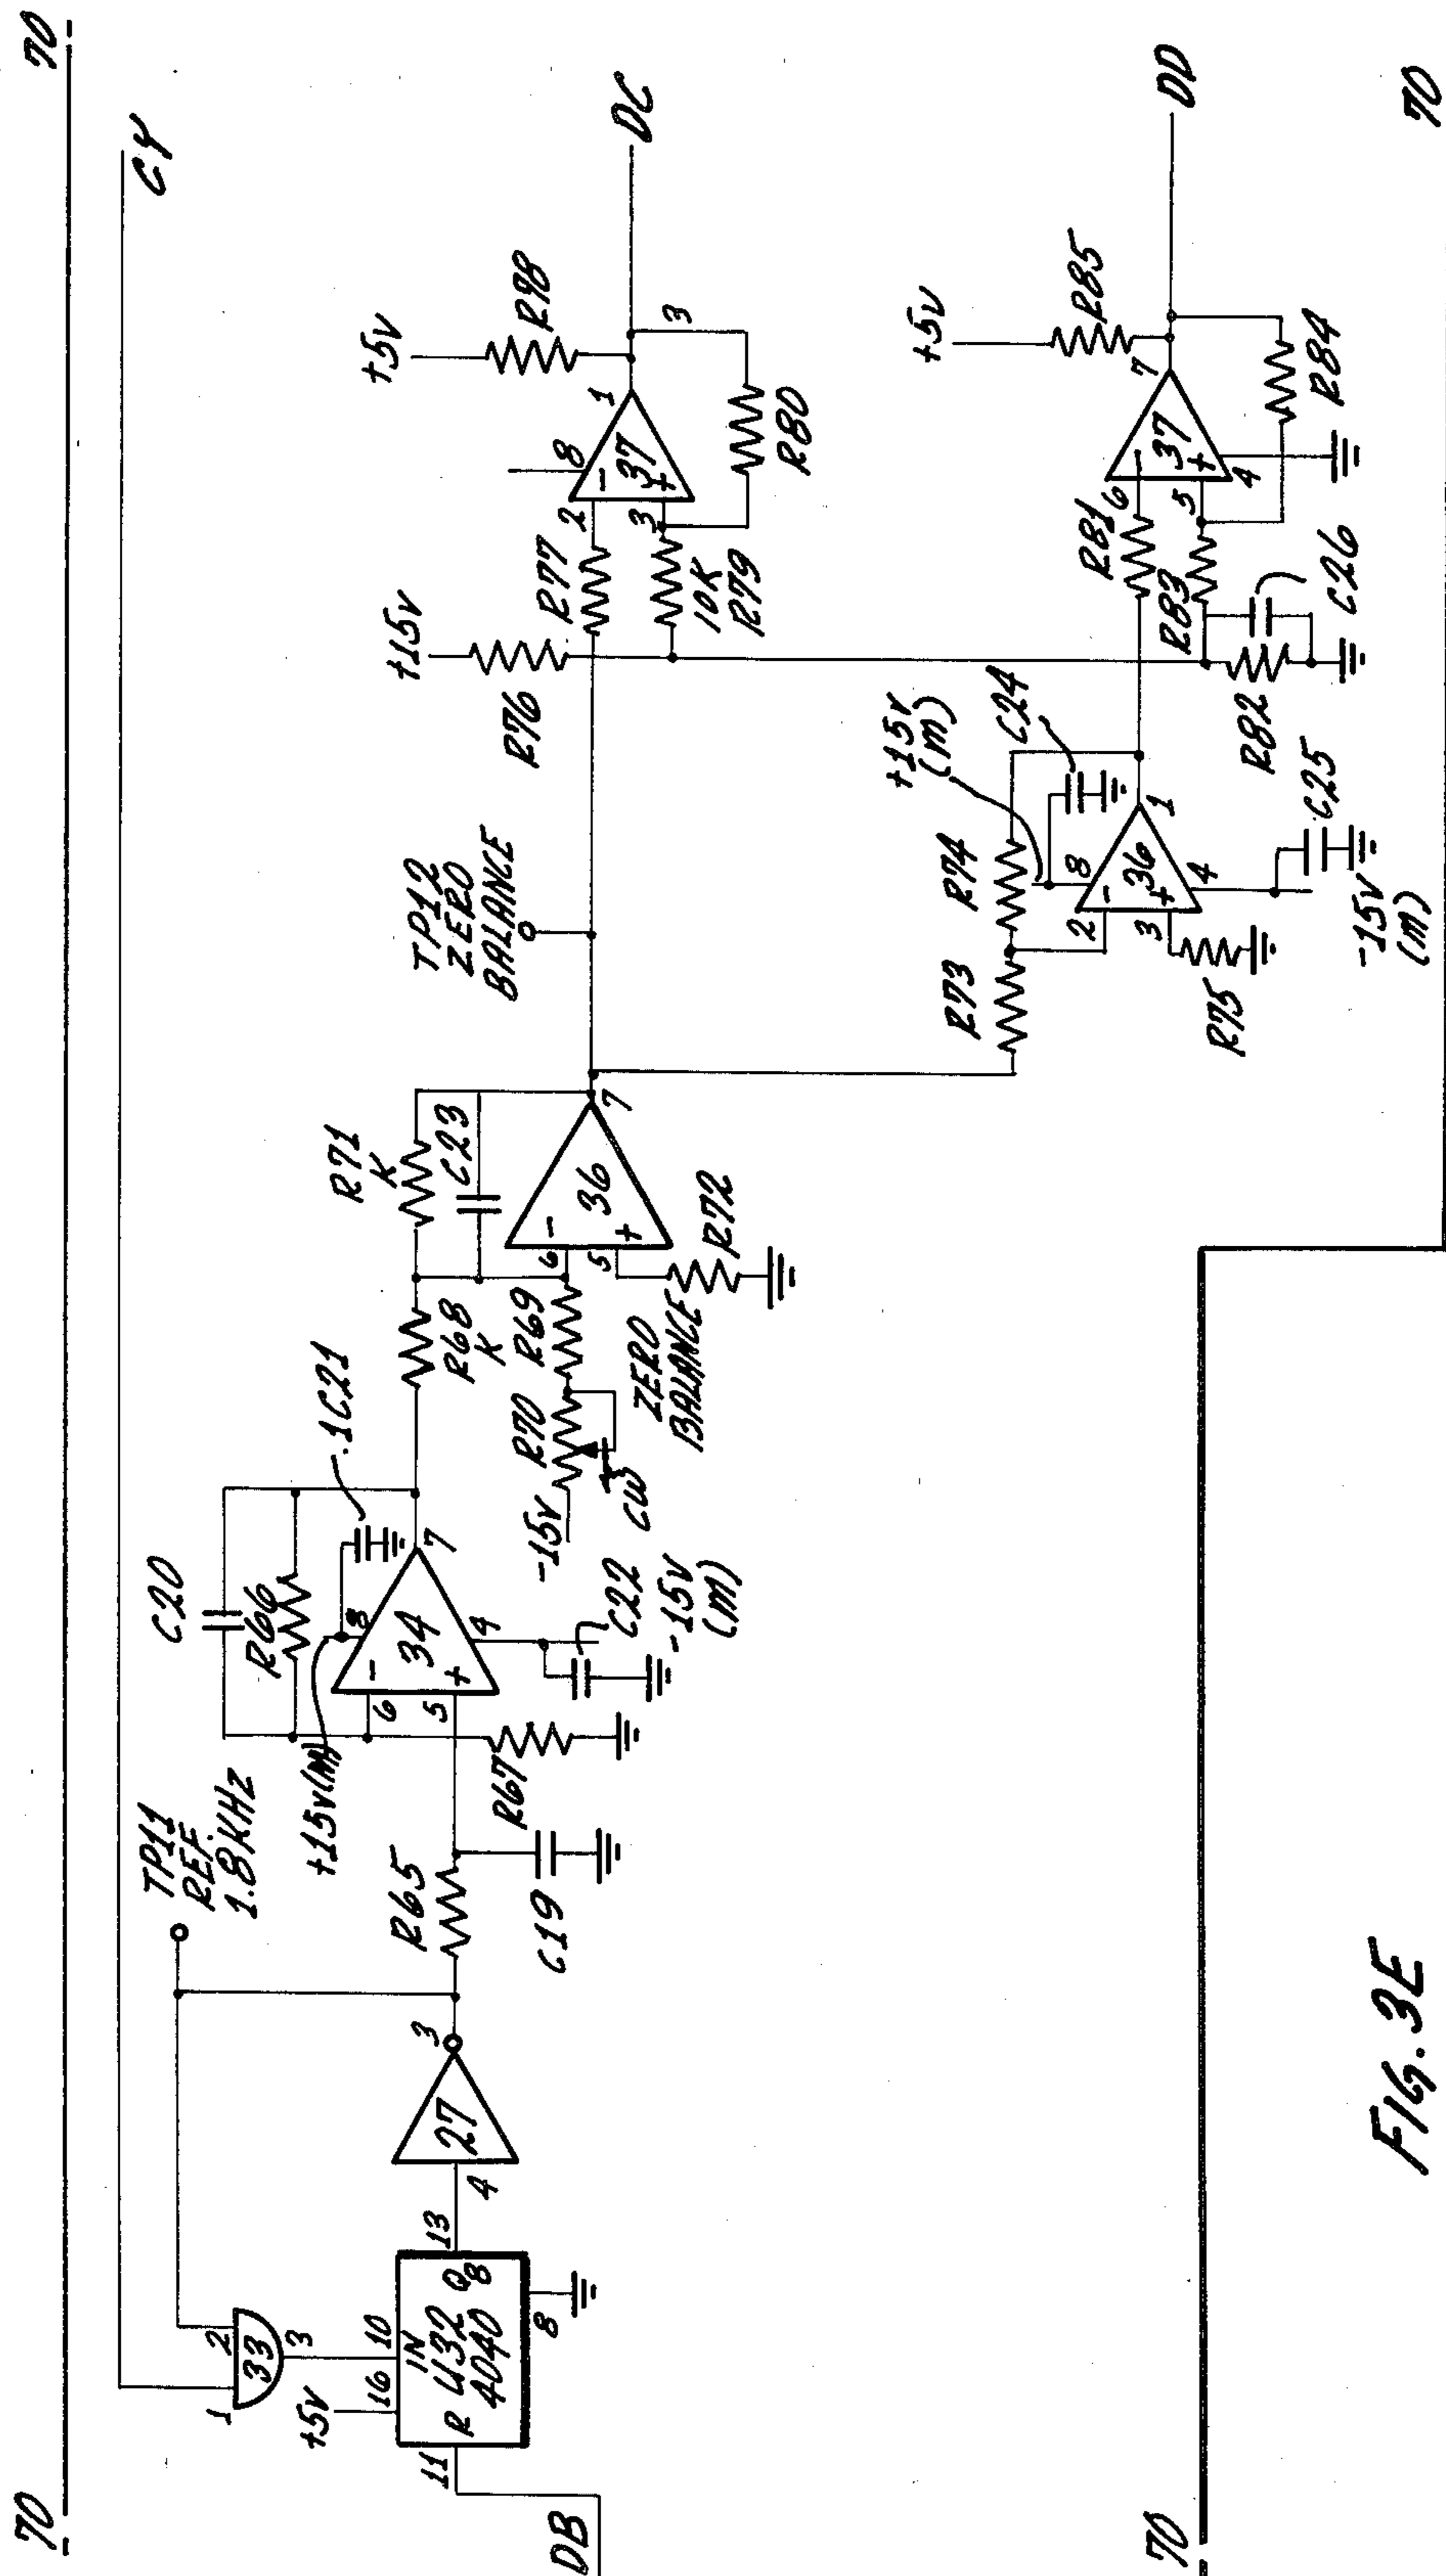 70
70
CY
TP11
REF.
1.8KHz
C20
R66
+15V(M)
.1C21
1
2
33
3
+5V
16
10
IN
R U32
4040
Q8
11
13
8
DB
4
27
3
R65
C19
R67
6
5
-
+
34
8
7
4
C22
-15V
(M)
R68
K
R71
K
C23
-15V
R70
R69
CW
ZERO
BALANCE
6
5
-
+
36
7
R72
TP12
ZERO
BALANCE
+15V
R76
R77
10K
R79
2
3
-
+
37
8
1
+5V
R98
3
R80
DC
R73
R74
+15V
(M)
C24
2
3
-
+
36
8
1
4
R75
C25
-15V
(M)
R81
R83
R82
C26
6
5
-
+
37
4
7
+5V
R85
R84
DD
70
70
FIG. 3E